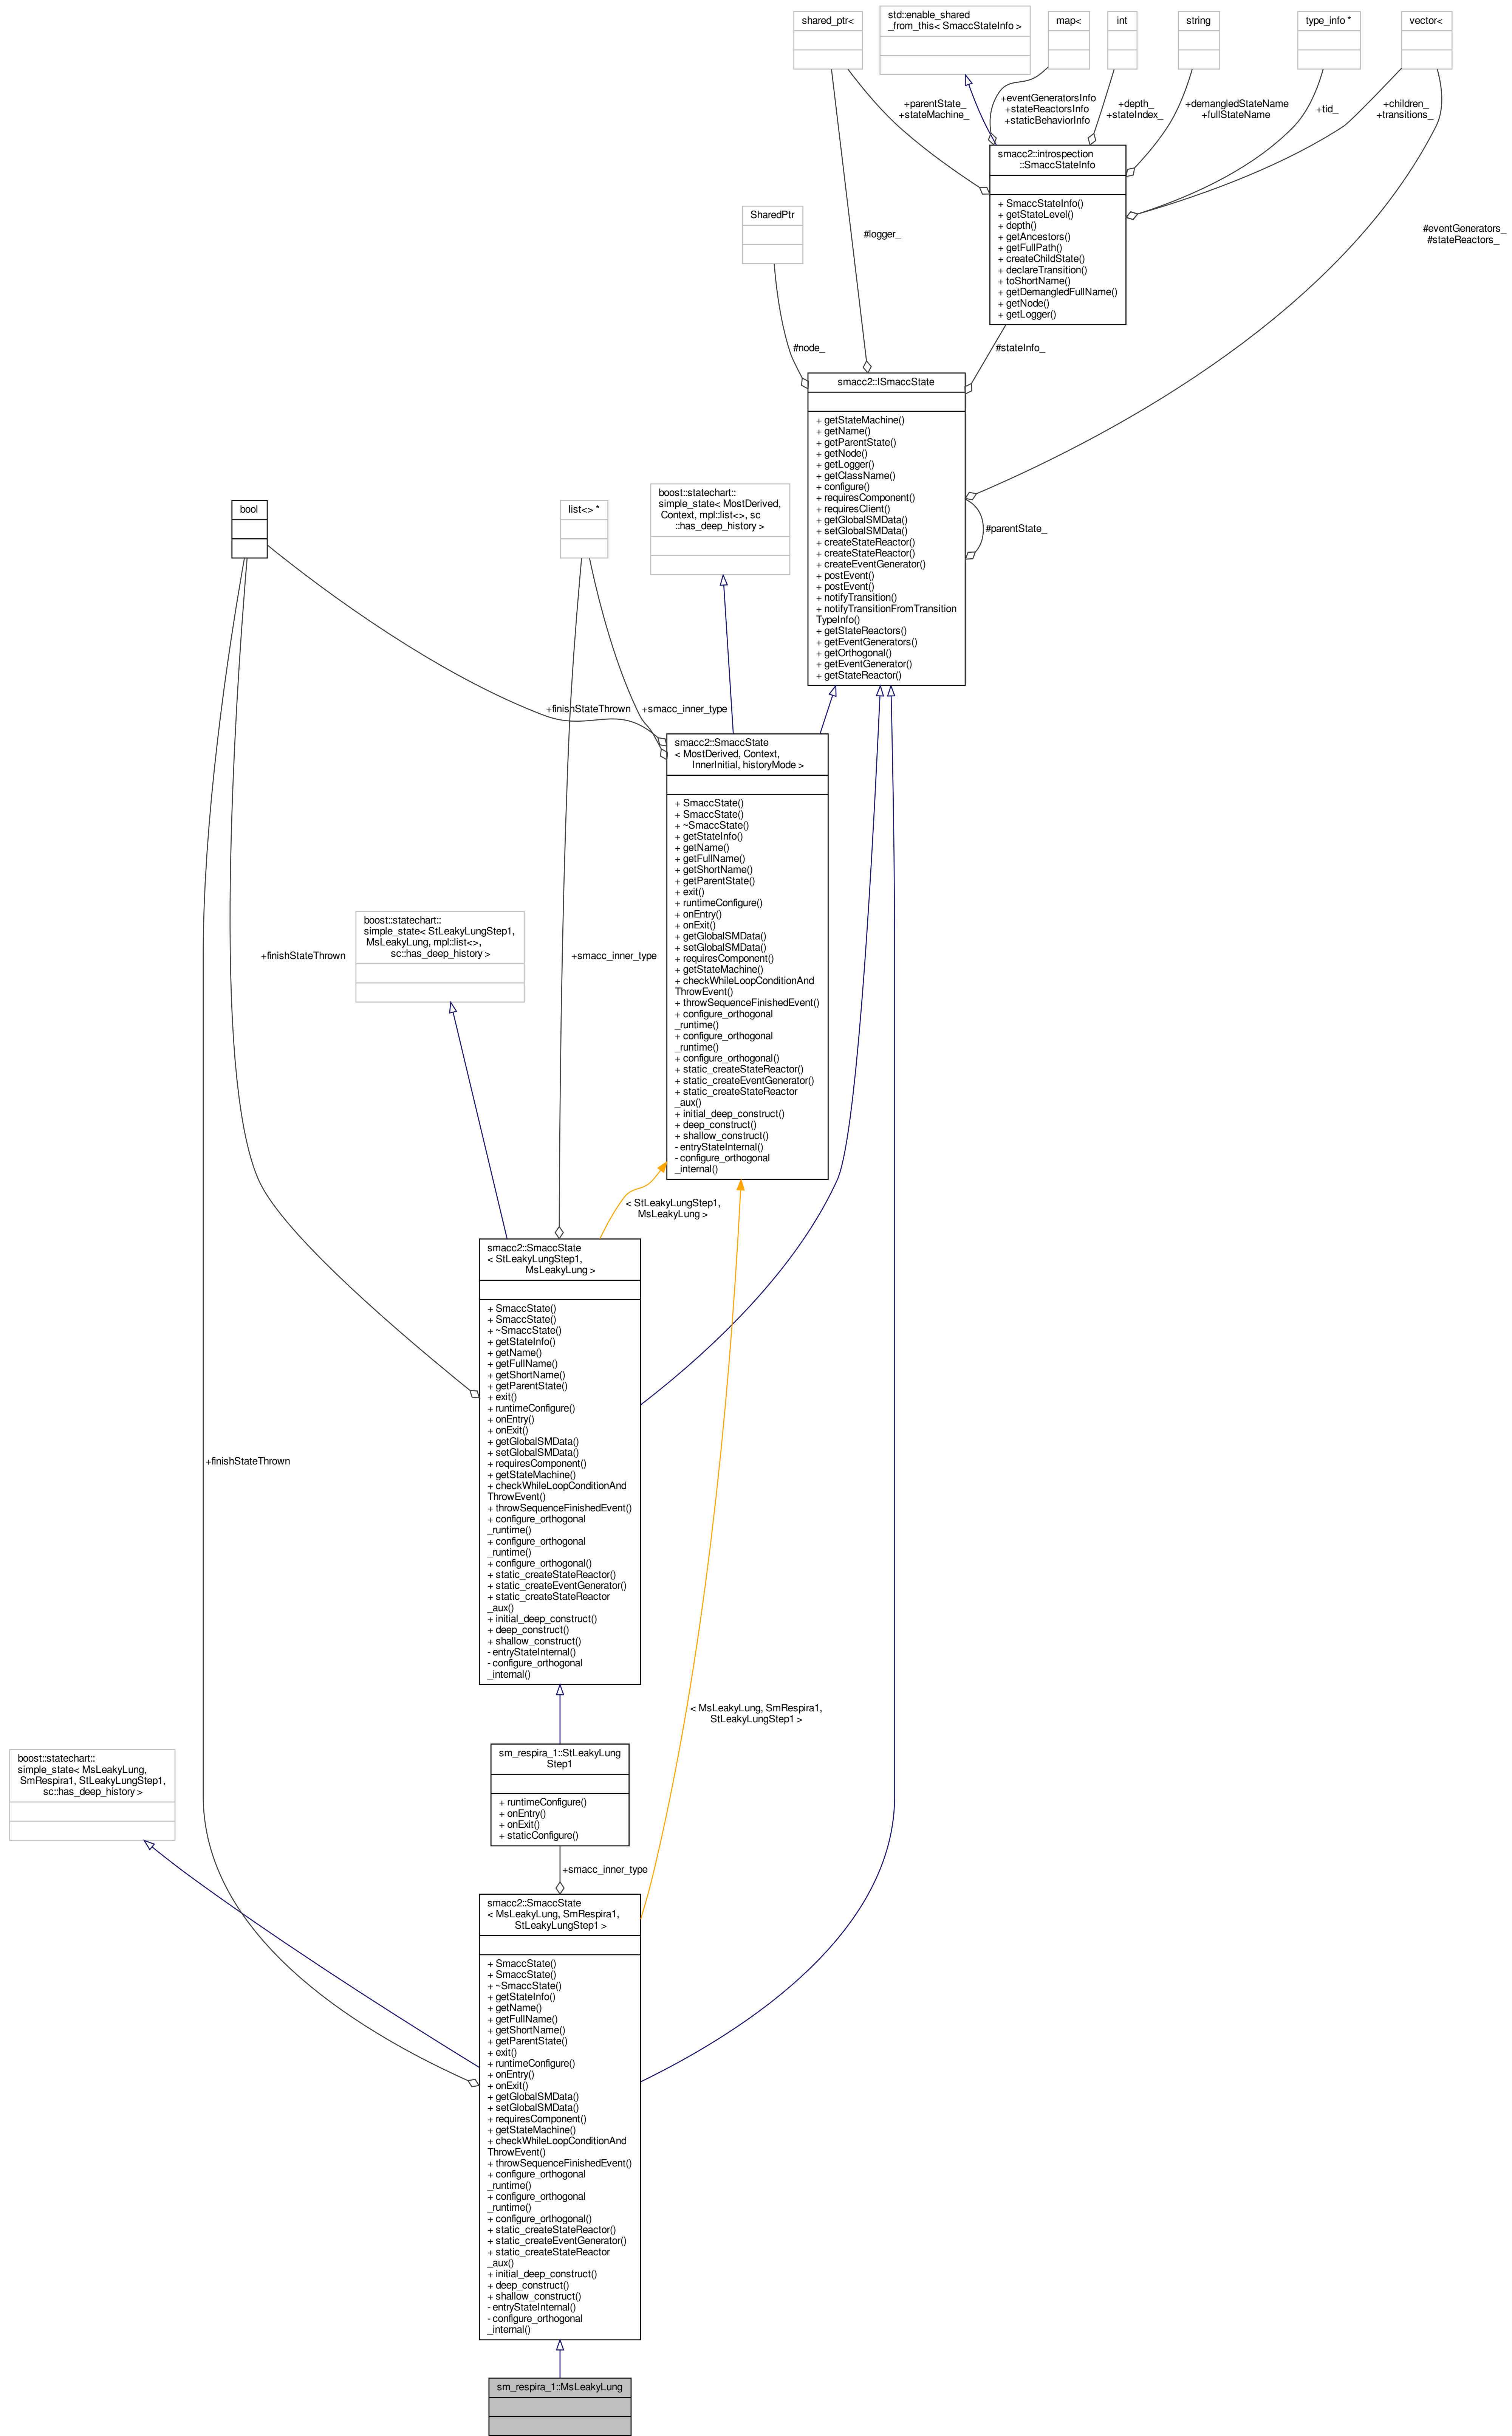 shared_ptr<
std::enable_shared
_from_this< SmaccStateInfo >
map<
int
string
type_info *
vector<
+parentState_
+stateMachine_
+eventGeneratorsInfo
+stateReactorsInfo
+staticBehaviorInfo
+depth_
+stateIndex_
+demangledStateName
+fullStateName
+tid_
+children_
+transitions_
smacc2::introspection
::SmaccStateInfo
+ SmaccStateInfo()
+ getStateLevel()
+ depth()
+ getAncestors()
+ getFullPath()
+ createChildState()
+ declareTransition()
+ toShortName()
+ getDemangledFullName()
+ getNode()
+ getLogger()
SharedPtr
#logger_
#eventGenerators_
#stateReactors_
#node_
#stateInfo_
smacc2::ISmaccState
+ getStateMachine()
+ getName()
+ getParentState()
+ getNode()
+ getLogger()
+ getClassName()
+ configure()
+ requiresComponent()
+ requiresClient()
+ getGlobalSMData()
+ setGlobalSMData()
+ createStateReactor()
+ createStateReactor()
+ createEventGenerator()
+ postEvent()
+ postEvent()
+ notifyTransition()
+ notifyTransitionFromTransition
TypeInfo()
+ getStateReactors()
+ getEventGenerators()
+ getOrthogonal()
+ getEventGenerator()
+ getStateReactor()
#parentState_
bool
list<> *
boost::statechart::
simple_state< MostDerived,
Context, mpl::list<>, sc
::has_deep_history >
+finishStateThrown
+smacc_inner_type
smacc2::SmaccState
< MostDerived, Context,
InnerInitial, historyMode >
+ SmaccState()
+ SmaccState()
+ ~SmaccState()
+ getStateInfo()
+ getName()
+ getFullName()
+ getShortName()
+ getParentState()
+ exit()
+ runtimeConfigure()
+ onEntry()
+ onExit()
+ getGlobalSMData()
+ setGlobalSMData()
+ requiresComponent()
+ getStateMachine()
+ checkWhileLoopConditionAnd
ThrowEvent()
+ throwSequenceFinishedEvent()
+ configure_orthogonal
_runtime()
+ configure_orthogonal
_runtime()
+ configure_orthogonal()
+ static_createStateReactor()
+ static_createEventGenerator()
+ static_createStateReactor
_aux()
+ initial_deep_construct()
+ deep_construct()
+ shallow_construct()
- entryStateInternal()
- configure_orthogonal
_internal()
boost::statechart::
simple_state< StLeakyLungStep1,
MsLeakyLung, mpl::list<>,
sc::has_deep_history >
+finishStateThrown
+smacc_inner_type
< StLeakyLungStep1,
MsLeakyLung >
smacc2::SmaccState
< StLeakyLungStep1,
MsLeakyLung >
+ SmaccState()
+ SmaccState()
+ ~SmaccState()
+ getStateInfo()
+ getName()
+ getFullName()
+ getShortName()
+ getParentState()
+ exit()
+ runtimeConfigure()
+ onEntry()
+ onExit()
+ getGlobalSMData()
+ setGlobalSMData()
+ requiresComponent()
+ getStateMachine()
+ checkWhileLoopConditionAnd
ThrowEvent()
+ throwSequenceFinishedEvent()
+ configure_orthogonal
_runtime()
+ configure_orthogonal
_runtime()
+ configure_orthogonal()
+ static_createStateReactor()
+ static_createEventGenerator()
+ static_createStateReactor
_aux()
+ initial_deep_construct()
+ deep_construct()
+ shallow_construct()
- entryStateInternal()
- configure_orthogonal
_internal()
+finishStateThrown
< MsLeakyLung, SmRespira1,
StLeakyLungStep1 >
sm_respira_1::StLeakyLung
Step1
+ runtimeConfigure()
+ onEntry()
+ onExit()
+ staticConfigure()
boost::statechart::
simple_state< MsLeakyLung,
SmRespira1, StLeakyLungStep1,
sc::has_deep_history >
+smacc_inner_type
smacc2::SmaccState
< MsLeakyLung, SmRespira1,
StLeakyLungStep1 >
+ SmaccState()
+ SmaccState()
+ ~SmaccState()
+ getStateInfo()
+ getName()
+ getFullName()
+ getShortName()
+ getParentState()
+ exit()
+ runtimeConfigure()
+ onEntry()
+ onExit()
+ getGlobalSMData()
+ setGlobalSMData()
+ requiresComponent()
+ getStateMachine()
+ checkWhileLoopConditionAnd
ThrowEvent()
+ throwSequenceFinishedEvent()
+ configure_orthogonal
_runtime()
+ configure_orthogonal
_runtime()
+ configure_orthogonal()
+ static_createStateReactor()
+ static_createEventGenerator()
+ static_createStateReactor
_aux()
+ initial_deep_construct()
+ deep_construct()
+ shallow_construct()
- entryStateInternal()
- configure_orthogonal
_internal()
sm_respira_1::MsLeakyLung